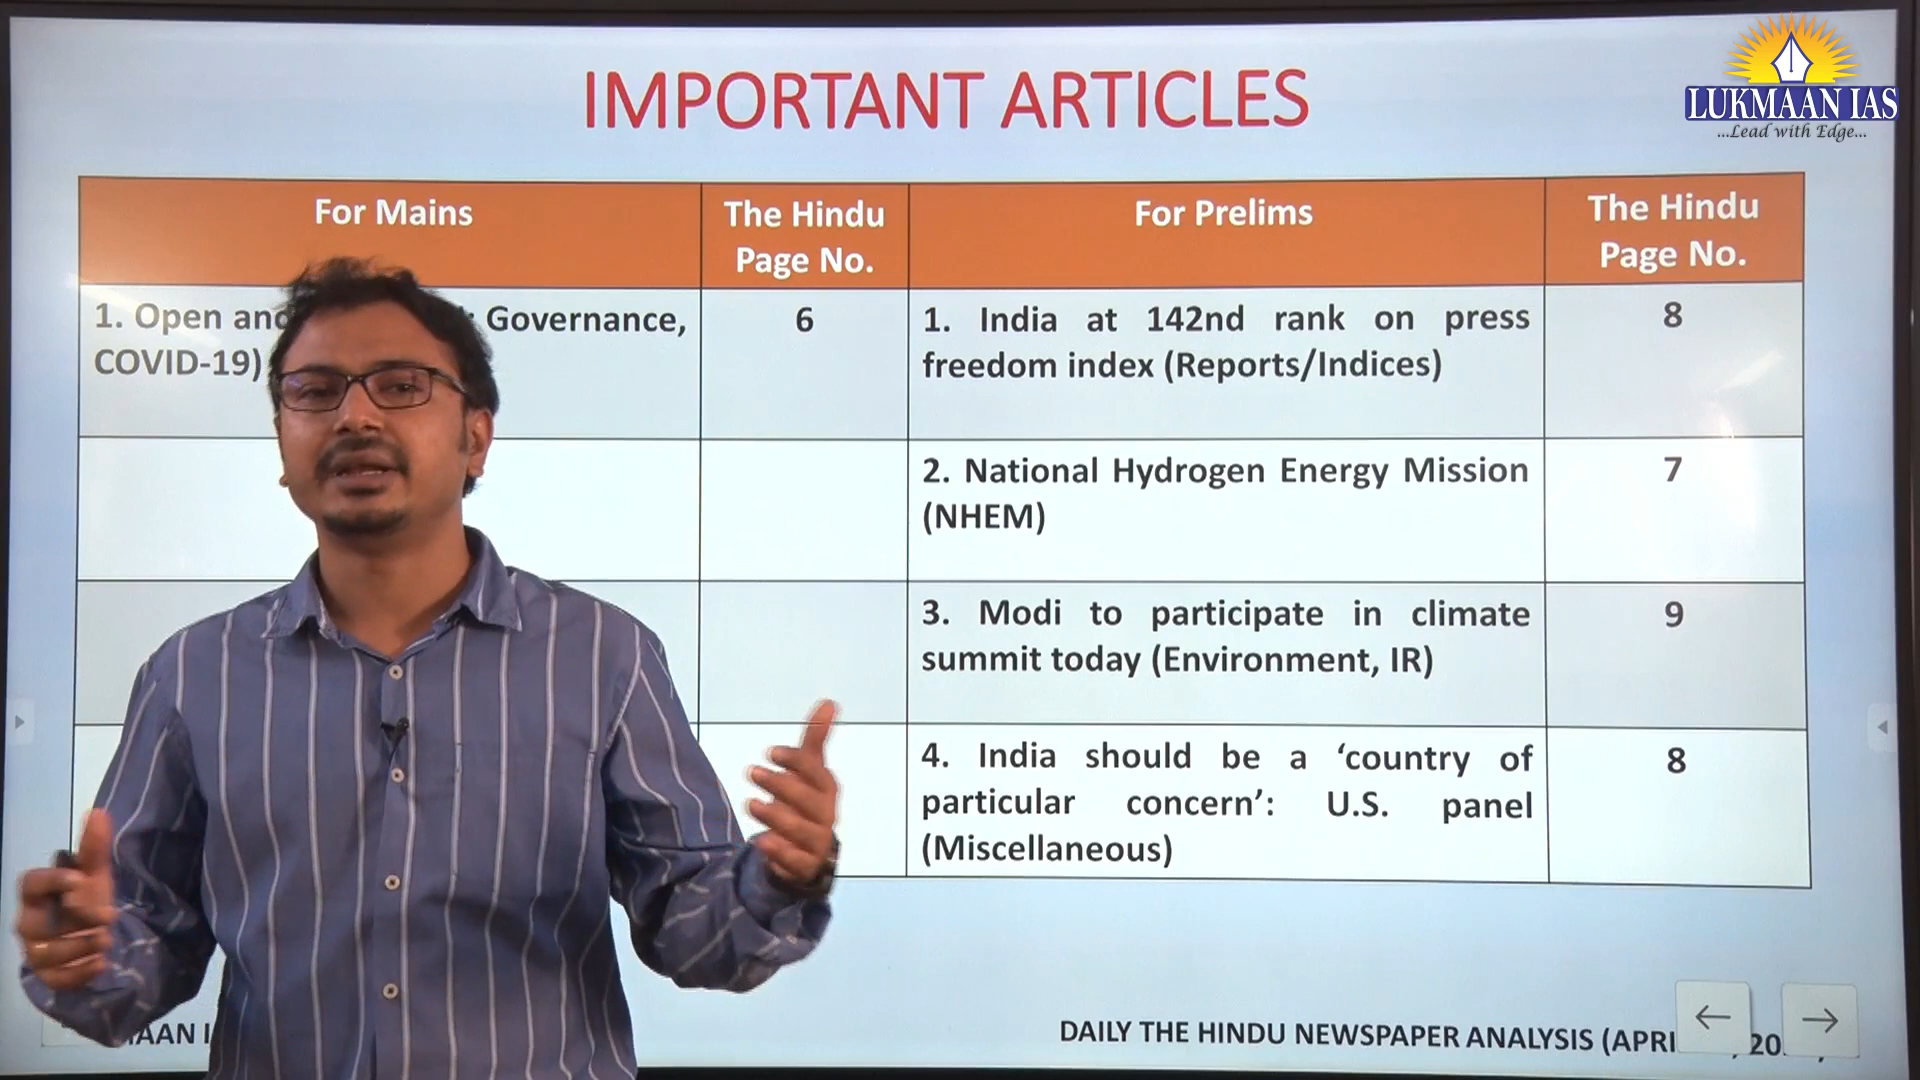 IMPORTANT ARTICLES
LUKMAAN IAS
...Lead with Edge...
For Mains
The Hindu
Page No.
For Prelims
The Hindu
Page No.
1. Open and Governance,
COVID-19)
6
1. India at 142nd rank on press
freedom index (Reports/Indices)
8
2. National Hydrogen Energy Mission
(NHEM)
7
3. Modi to participate in climate
summit today (Environment, IR)
9
4. India should be a ‘country of
particular concern’: U.S. panel
(Miscellaneous)
8
DAILY THE HINDU NEWSPAPER ANALYSIS